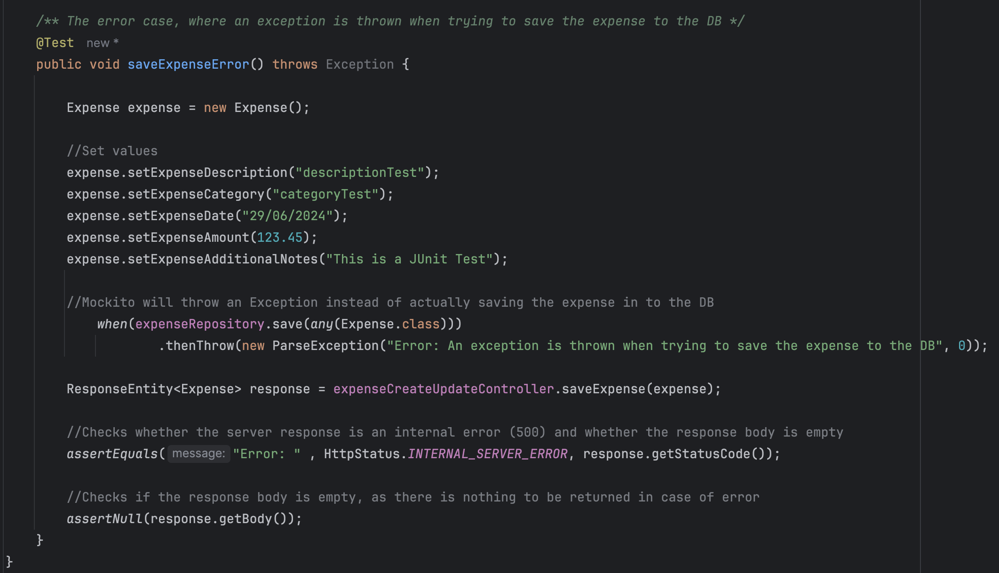 /** The error case, where an exception is thrown when trying to save the expense to the DB */
@Test new *
public void saveExpenseError() throws Exception {
Expense expense = new Expense();
//Set values
expense.setExpenseDescription("descriptionTest");
expense.setExpenseCategory("categoryTest");
expense.setExpenseDate("29/06/2024");
expense.setExpenseAmount(123.45);
expense.setExpenseAdditionalNotes("This is a JUnit Test");
//Mockito will throw an Exception instead of actually saving the expense in to the DB
when(expenseRepository.save(any(Expense.class)))
.thenThrow(new ParseException("Error: An exception is thrown when trying to save the expense to the DB", 0));
ResponseEntity<Expense> response = expenseCreateUpdateController.saveExpense(expense);
//Checks whether the server response is an internal error (500) and whether the response body is empty
assertEquals( message: "Error: " , HttpStatus.INTERNAL_SERVER_ERROR, response.getStatusCode());
//Checks if the response body is empty, as there is nothing to be returned in case of error
assertNull(response.getBody());
}
}